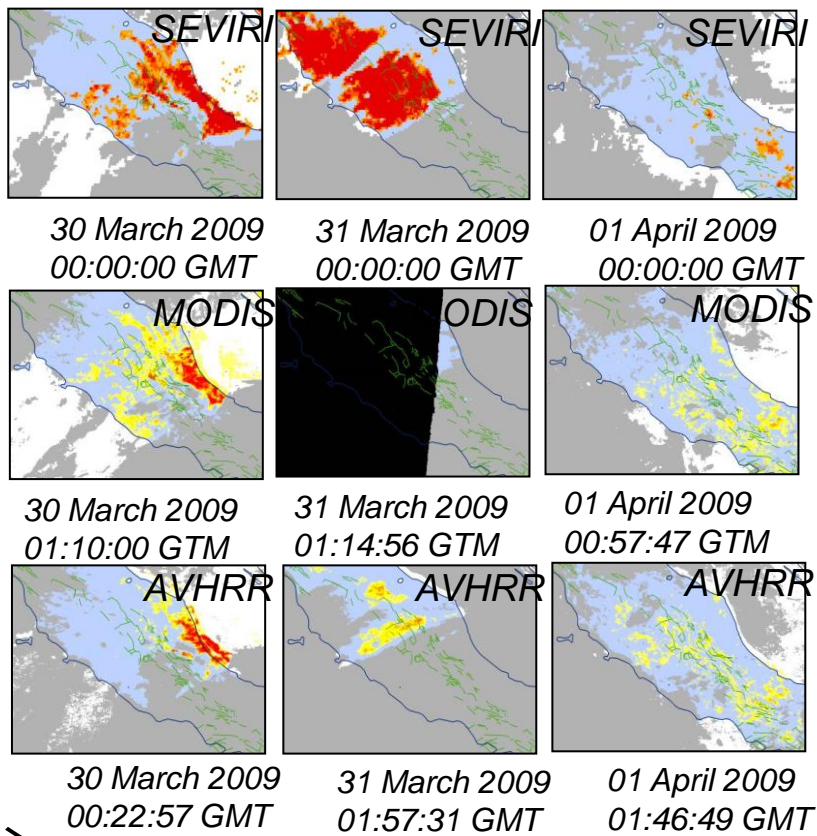 SEVIRI
SEVIRI
SEVIRI
30 March 2009
00:00:00 GMT
31 March 2009
00:00:00 GMT
01 April 2009
00:00:00 GMT
MODIS
ODIS
MODIS
30 March 2009
01:10:00 GTM
31 March 2009
01:14:56 GTM
01 April 2009
00:57:47 GTM
AVHRR
AVHRR
AVHRR
30 March 2009
00:22:57 GMT
31 March 2009
01:57:31 GMT
01 April 2009
01:46:49 GMT